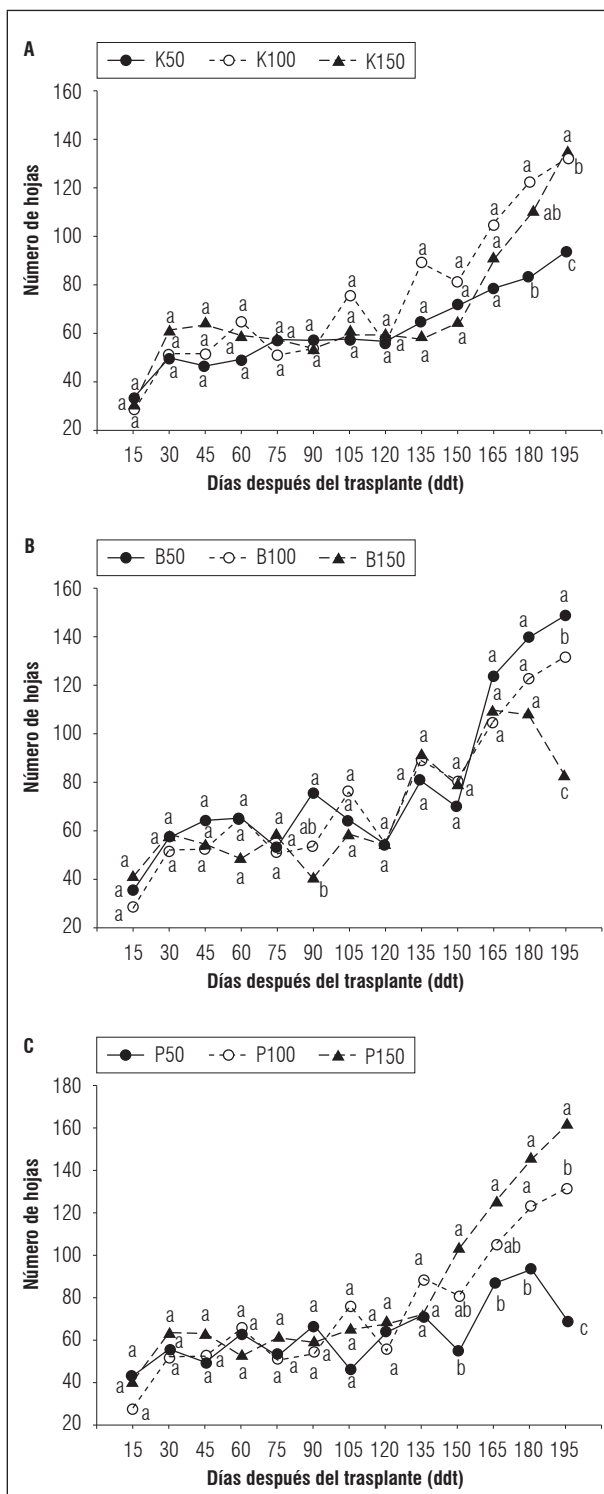 A
K50 K100 K150
Número de hojas
160
140
120
100
80
60
40
20
a a a a a a a a a a a a a a a a a a a a a a a a a a a a a a a a a a a ab b a b c
15 30 45 60 75 90 105 120 135 150 165 180 195
Días después del trasplante (ddt)
B
B50 B100 B150
Número de hojas
160
140
120
100
80
60
40
20
a a a a a a a a a a a a a a a a ab b a a a a a a a a a a a a a a a a a b c
15 30 45 60 75 90 105 120 135 150 165 180 195
Días después del trasplante (ddt)
C
P50 P100 P150
Número de hojas
180
160
140
120
100
80
60
40
20
a a a a a a a a a a a a a a a a a a a a a a a a a a a a ab b a ab b a a b a b c
15 30 45 60 75 90 105 120 135 150 165 180 195
Días después del trasplante (ddt)